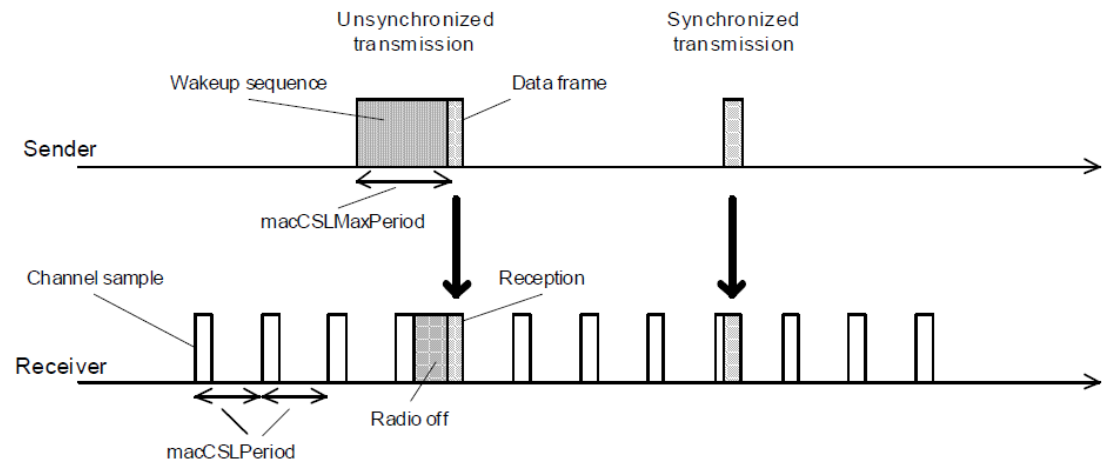 Unsynchronized
transmission
Synchronized
transmission
Wakeup sequence
Data frame
Sender
macCSLMaxPeriod
Channel sample
Reception
Receiver
Radio off
macCSLPeriod